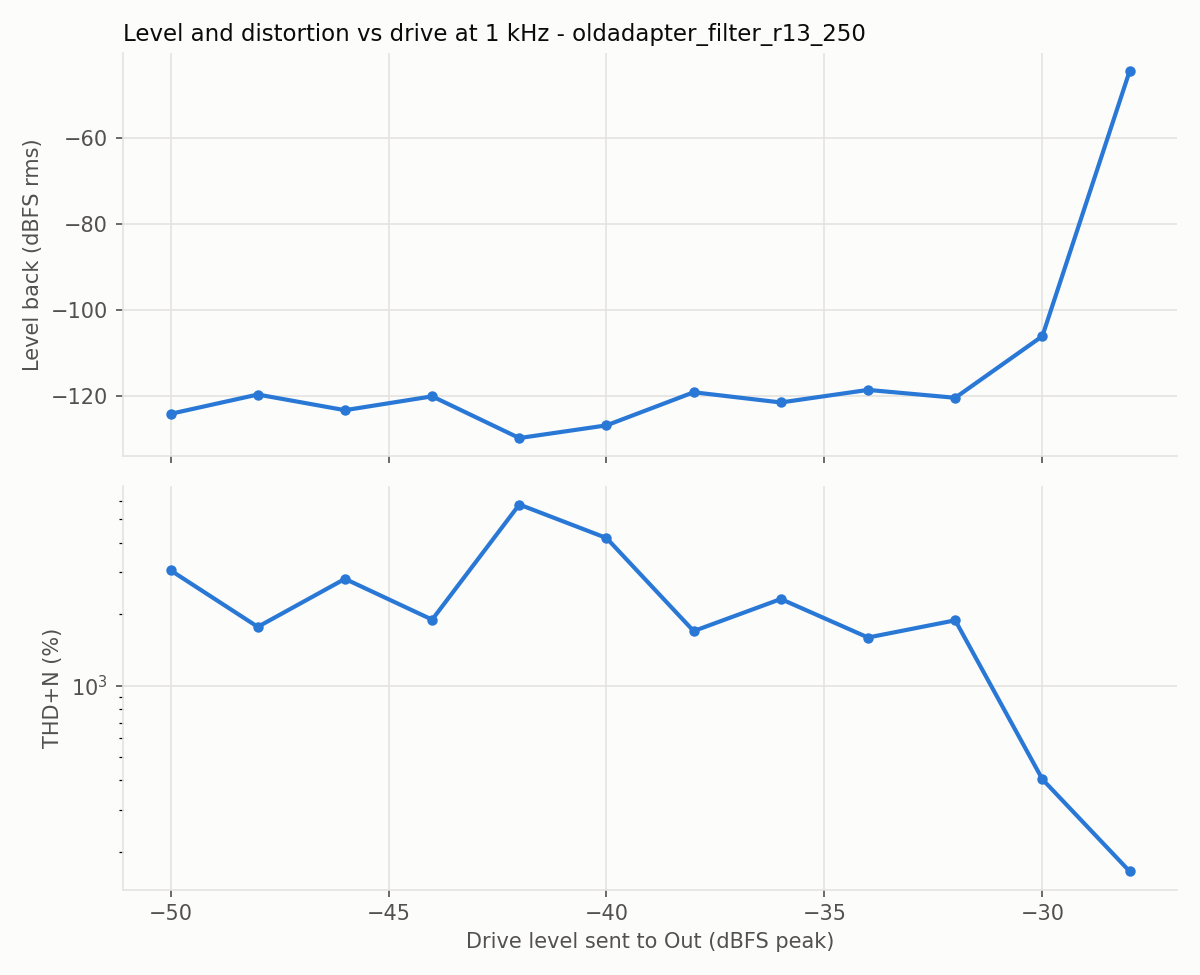 Level and distortion vs drive at 1 kHz - oldadapter_filter_r13_250
Level back (dBFS rms)
−60
−80
−100
−120
THD+N (%)
10³
−50
−45
−40
−35
−30
Drive level sent to Out (dBFS peak)